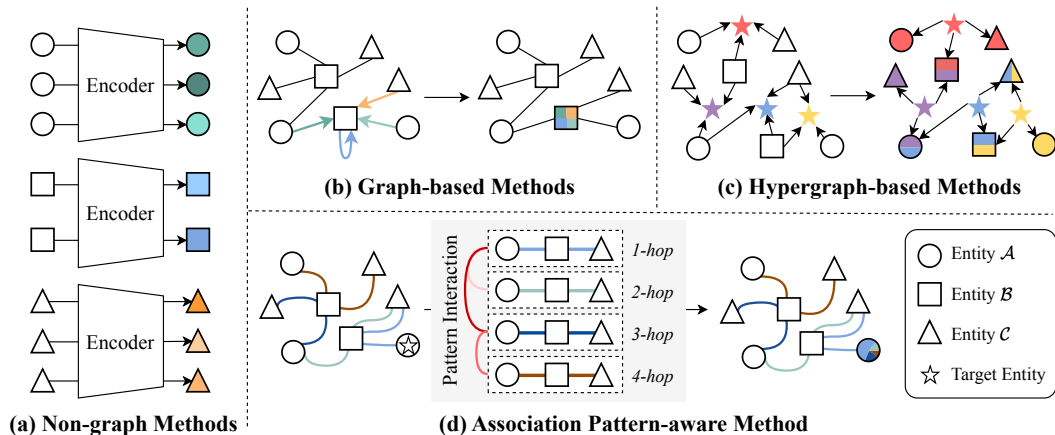 Encoder
Encoder
Encoder
(a) Non-graph Methods
(b) Graph-based Methods
(c) Hypergraph-based Methods
Pattern Interaction
1-hop
2-hop
3-hop
4-hop
(d) Association Pattern-aware Method
Entity 𝒜
Entity ℬ
Entity 𝒞
Target Entity